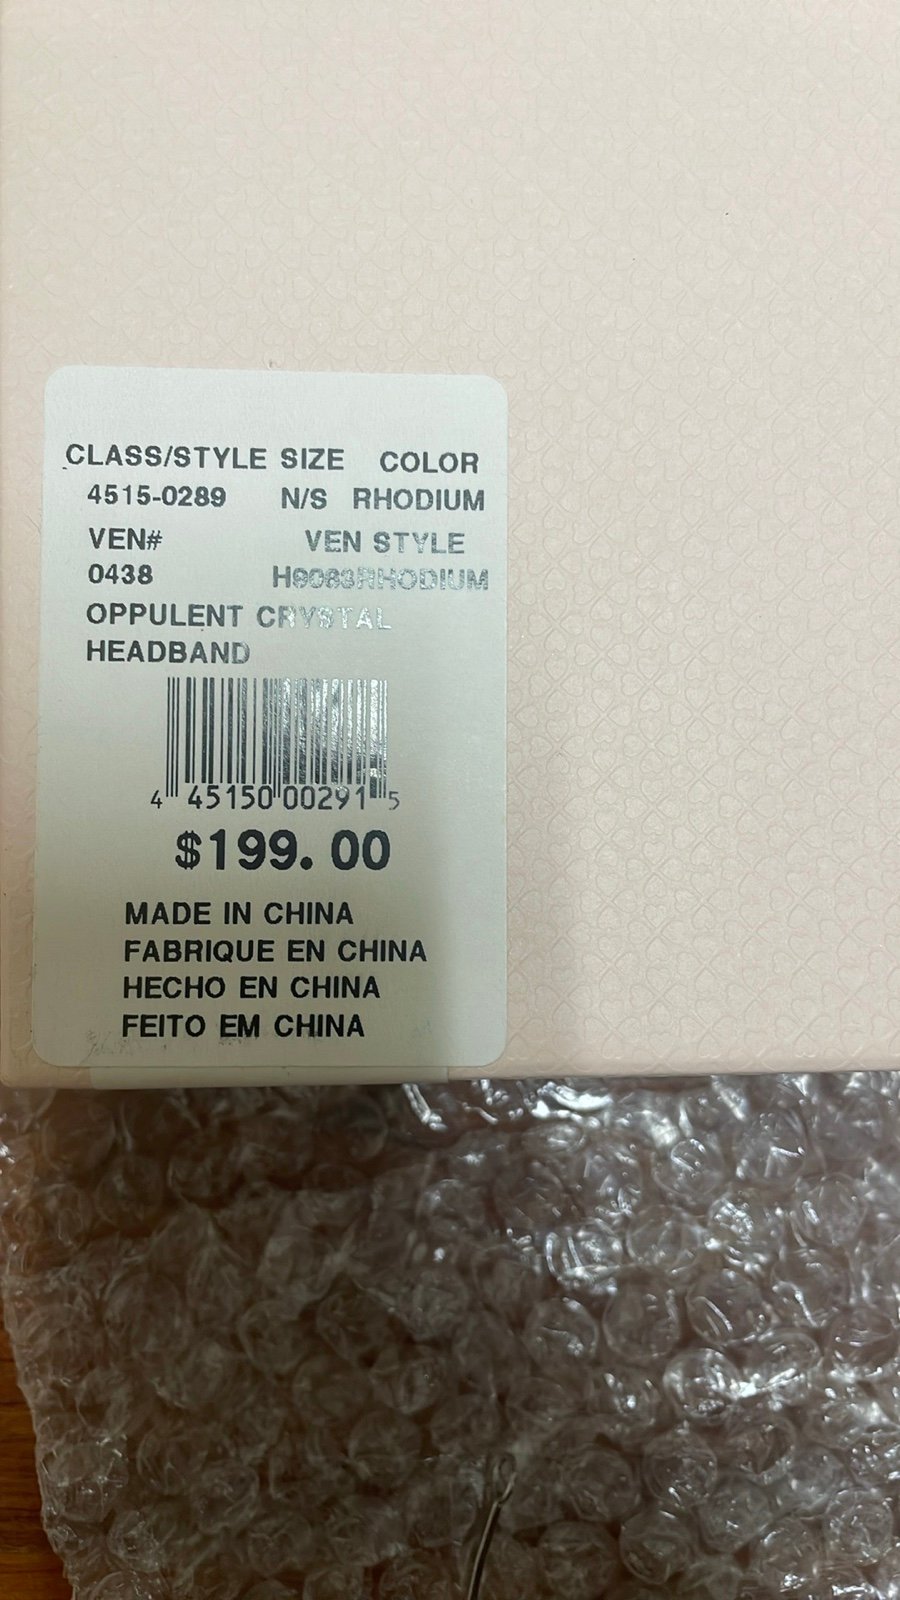 CLASS/STYLE SIZE COLOR
4515-0289 N/S RHODIUM
VEN# VEN STYLE
0438 H9083RHODIUM
OPPULENT CRYSTAL
HEADBAND
4 45150 00291 5
$199.00
MADE IN CHINA
FABRIQUE EN CHINA
HECHO EN CHINA
FEITO EM CHINA